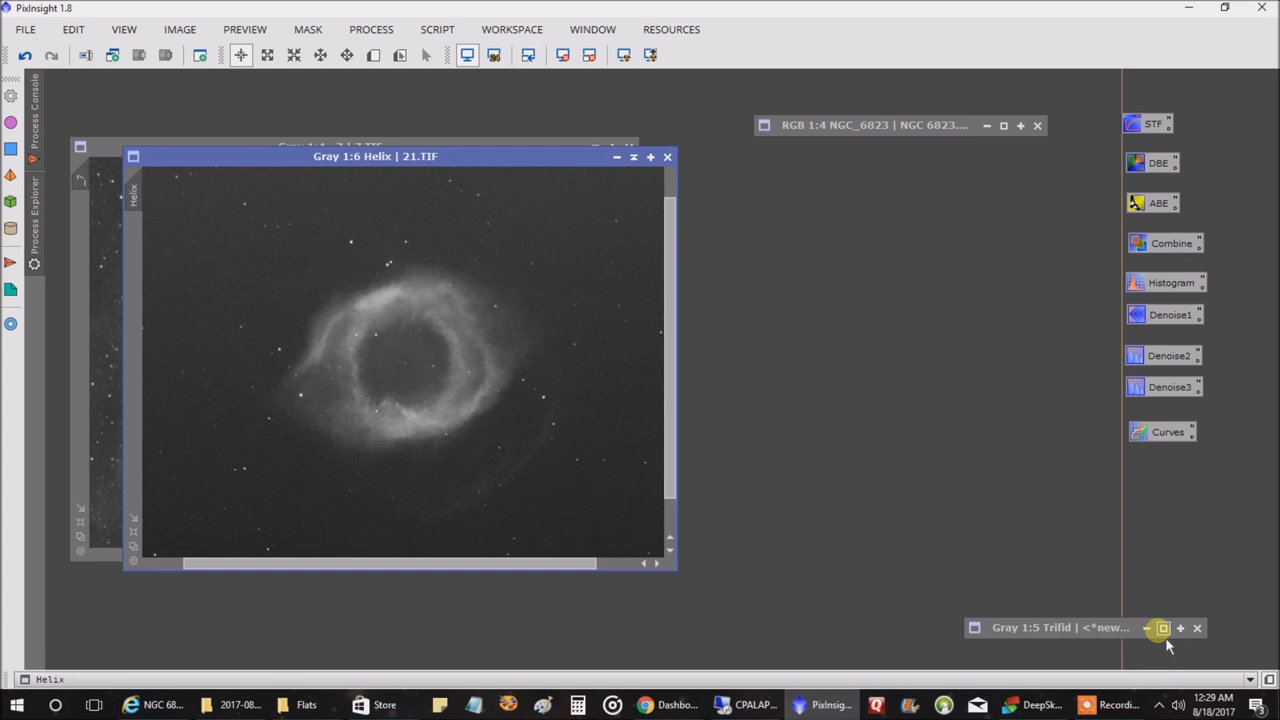 PixInsight 1.8
FILE EDIT VIEW IMAGE PREVIEW MASK PROCESS SCRIPT WORKSPACE WINDOW RESOURCES
Process Console
Process Explorer
RGB 1:4 NGC_6823 | NGC 6823....
Gray 1:6 Helix | 21.TIF
Helix
STF
DBE
ABE
Combine
Histogram
Denoise1
Denoise2
Denoise3
Curves
Gray 1:5 Trifid | <*new...
Helix
NGC 68...
2017-08...
Flats
Store
Dashbo...
CPALAP...
PixInsig...
DeepSk...
Recordi...
12:29 AM
8/18/2017
3